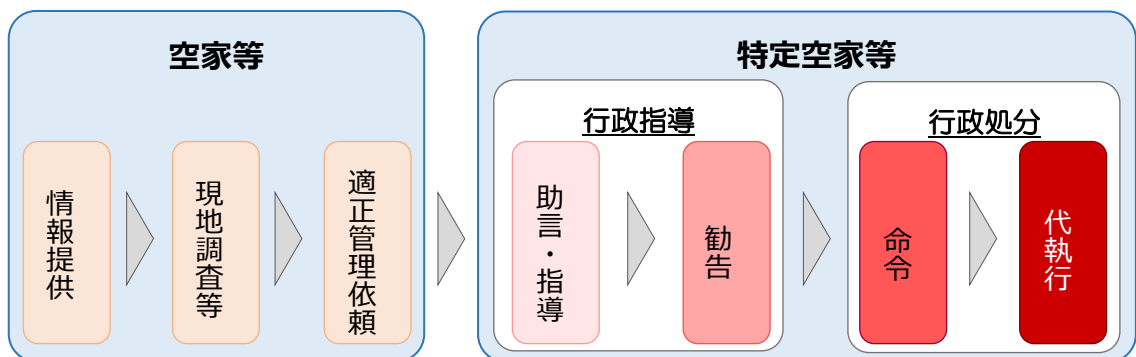 空家等
情報提供
現地調査等
適正管理依頼
特定空家等
行政指導
助言・指導
勧告
行政処分
命令
代執行